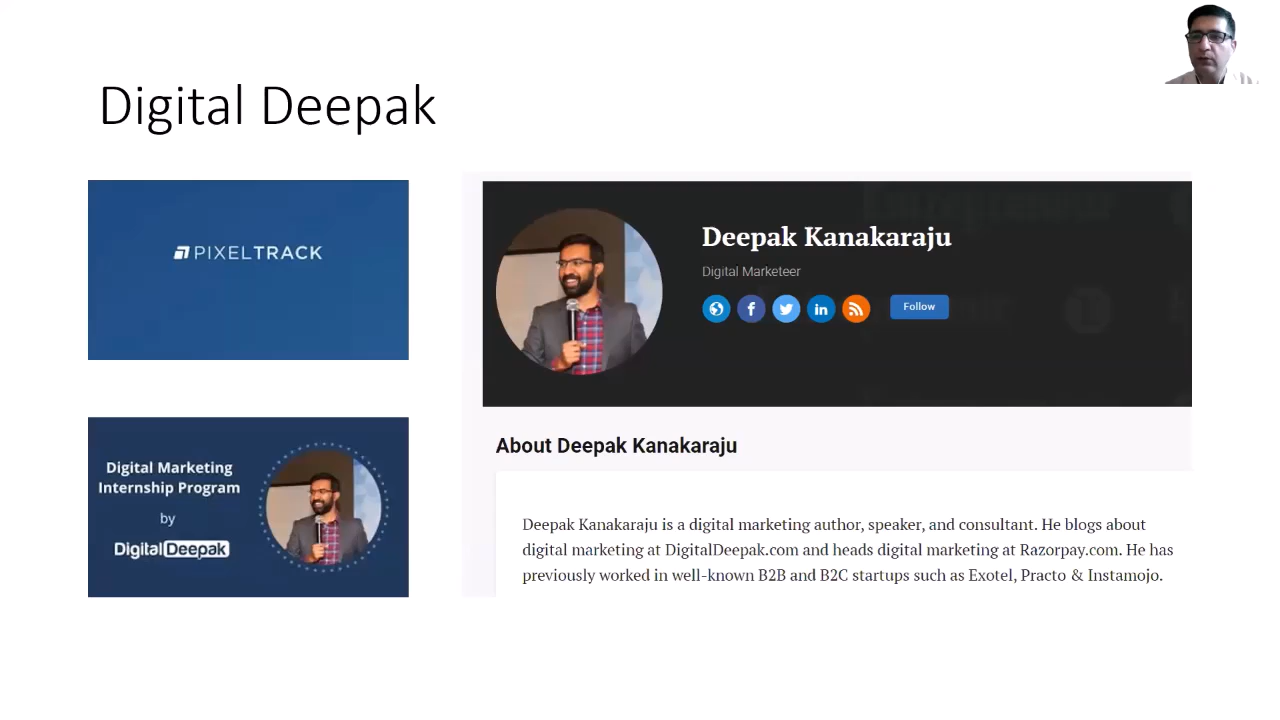 Digital Deepak
PIXELTRACK
Digital Marketing
Internship Program
by
DigitalDeepak
Deepak Kanakaraju
Digital Marketeer
Follow
About Deepak Kanakaraju
Deepak Kanakaraju is a digital marketing author, speaker, and consultant. He blogs about
digital marketing at DigitalDeepak.com and heads digital marketing at Razorpay.com. He has
previously worked in well-known B2B and B2C startups such as Exotel, Practo & Instamojo.